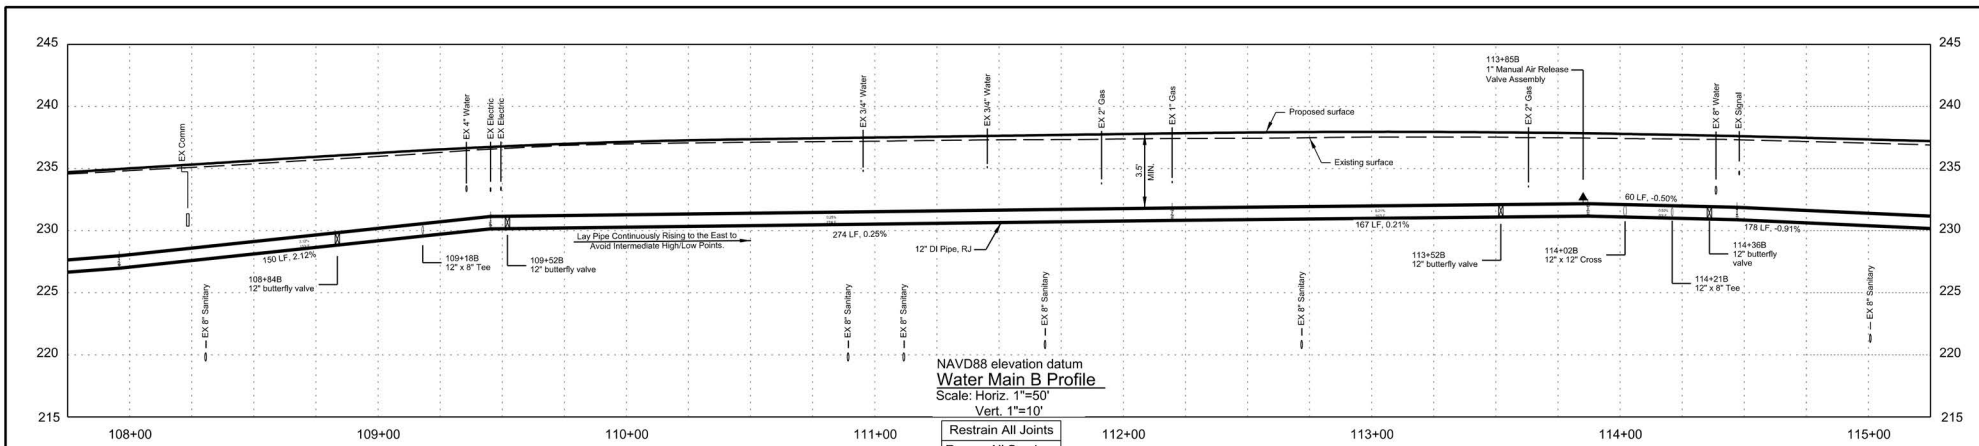 245
240
235
230
225
220
215
245
240
235
230
225
220
215
EX Comm
EX 4" Water
EX Electric
EX Electric
EX 3/4" Water
EX 3/4" Water
EX 2" Gas
EX 1" Gas
EX 2" Gas
EX 8" Water
EX Signal
113+85B
1" Manual Air Release
Valve Assembly
Proposed surface
Existing surface
3.5'
MIN.
60 LF, -0.50%
150 LF, 2.12%
108+84B
12" butterfly valve
109+18B
12" x 8" Tee
109+52B
12" butterfly valve
Lay Pipe Continuously Rising to the East to
Avoid Intermediate High/Low Points.
274 LF, 0.25%
12" DI Pipe, RJ
167 LF, 0.21%
113+52B
12" butterfly valve
114+02B
12" x 12" Cross
114+21B
12" x 8" Tee
114+36B
12" butterfly
valve
178 LF, -0.91%
EX 8" Sanitary
EX 8" Sanitary
EX 8" Sanitary
EX 8" Sanitary
EX 8" Sanitary
EX 8" Sanitary
NAVD88 elevation datum
Water Main B Profile
Scale: Horiz. 1"=50'
Vert. 1"=10'
Restrain All Joints
108+00
109+00
110+00
111+00
112+00
113+00
114+00
115+00